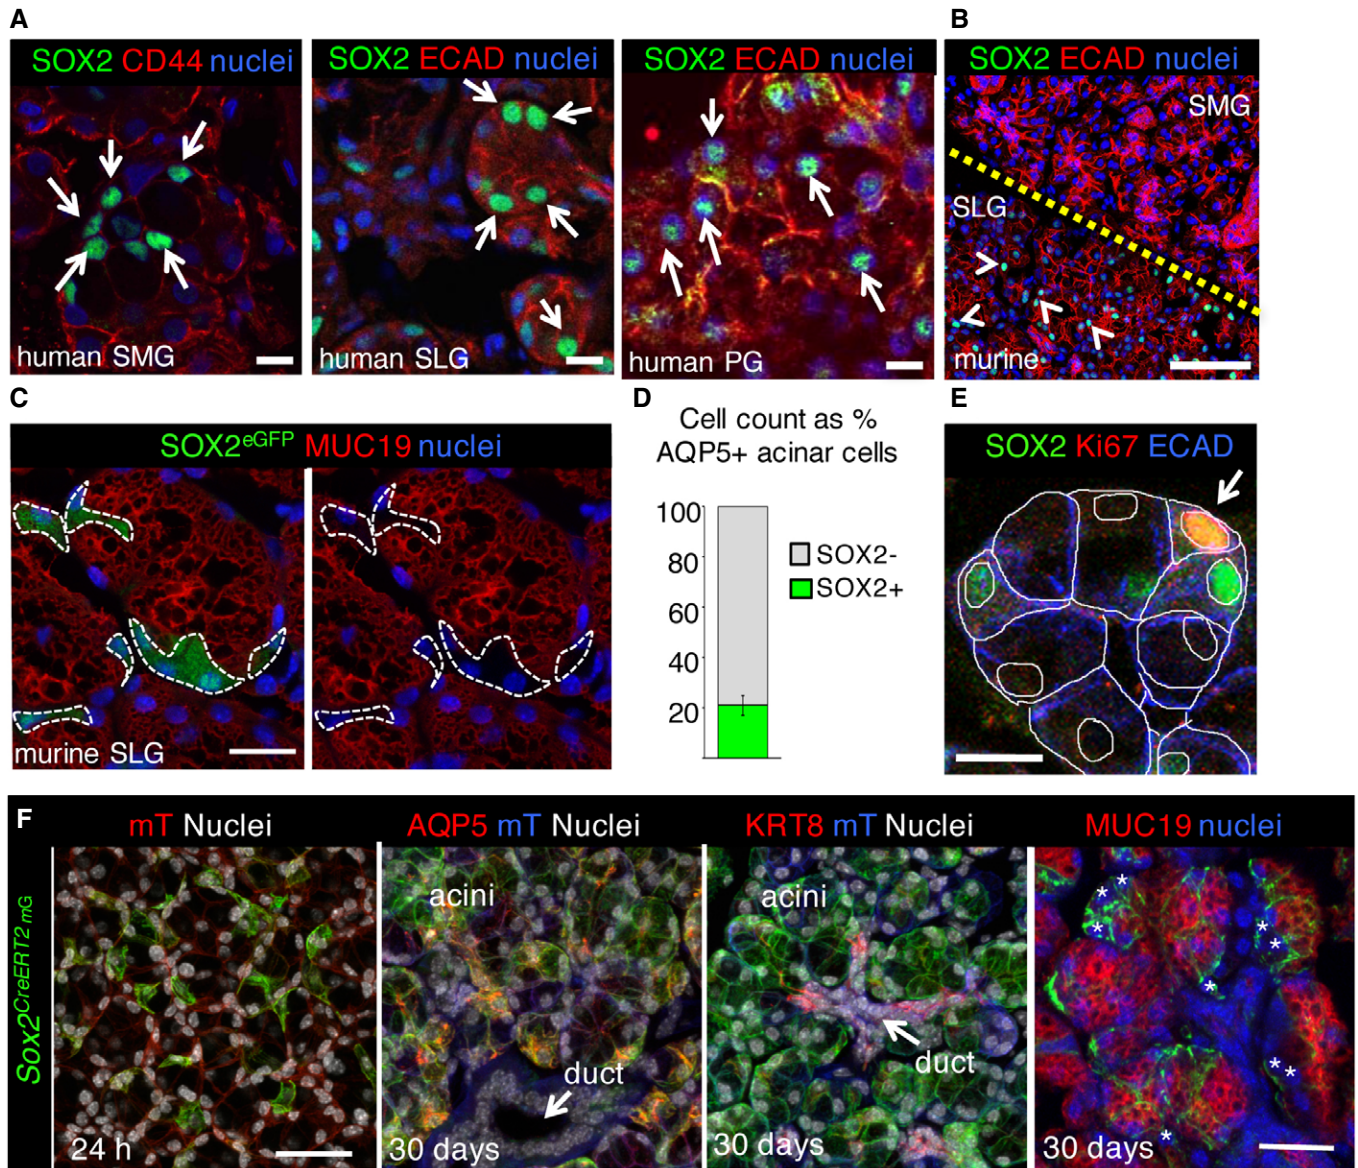 A
SOX2 CD44 nuclei
human SMG
SOX2 ECAD nuclei
human SLG
SOX2 ECAD nuclei
human PG
B
SOX2 ECAD nuclei
SMG
SLG
murine
C
SOX2eGFP MUC19 nuclei
murine SLG
D
Cell count as %
AQP5+ acinar cells
100
80
60
40
20
SOX2-
SOX2+
E
SOX2 Ki67 ECAD
F
Sox2CreERT2 mG
mT Nuclei
24 h
AQP5 mT Nuclei
acini
duct
30 days
KRT8 mT Nuclei
acini
duct
30 days
MUC19 nuclei
* *
*
*
*
*
* *
*
30 days